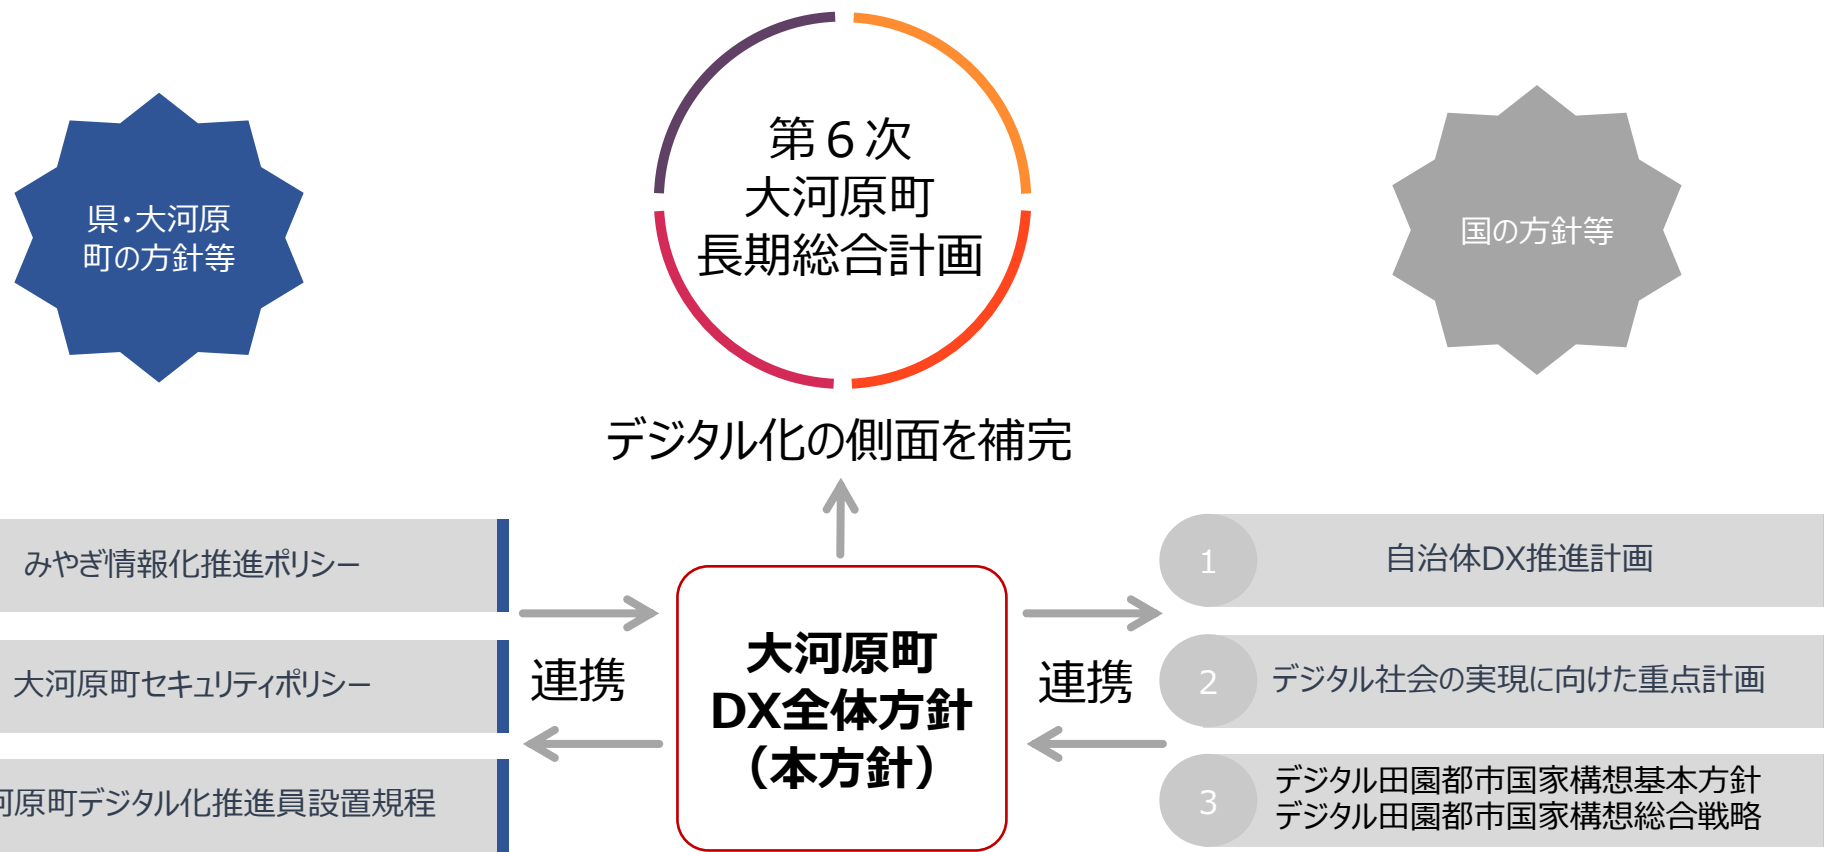 第６次
大河原町
長期総合計画
県・大河原
町の方針等
国の方針等
デジタル化の側面を補完
みやぎ情報化推進ポリシー
大河原町セキュリティポリシー
河原町デジタル化推進員設置規程
連携
大河原町
DX全体方針
（本方針）
連携
1
自治体DX推進計画
2
デジタル社会の実現に向けた重点計画
3
デジタル田園都市国家構想基本方針
デジタル田園都市国家構想総合戦略